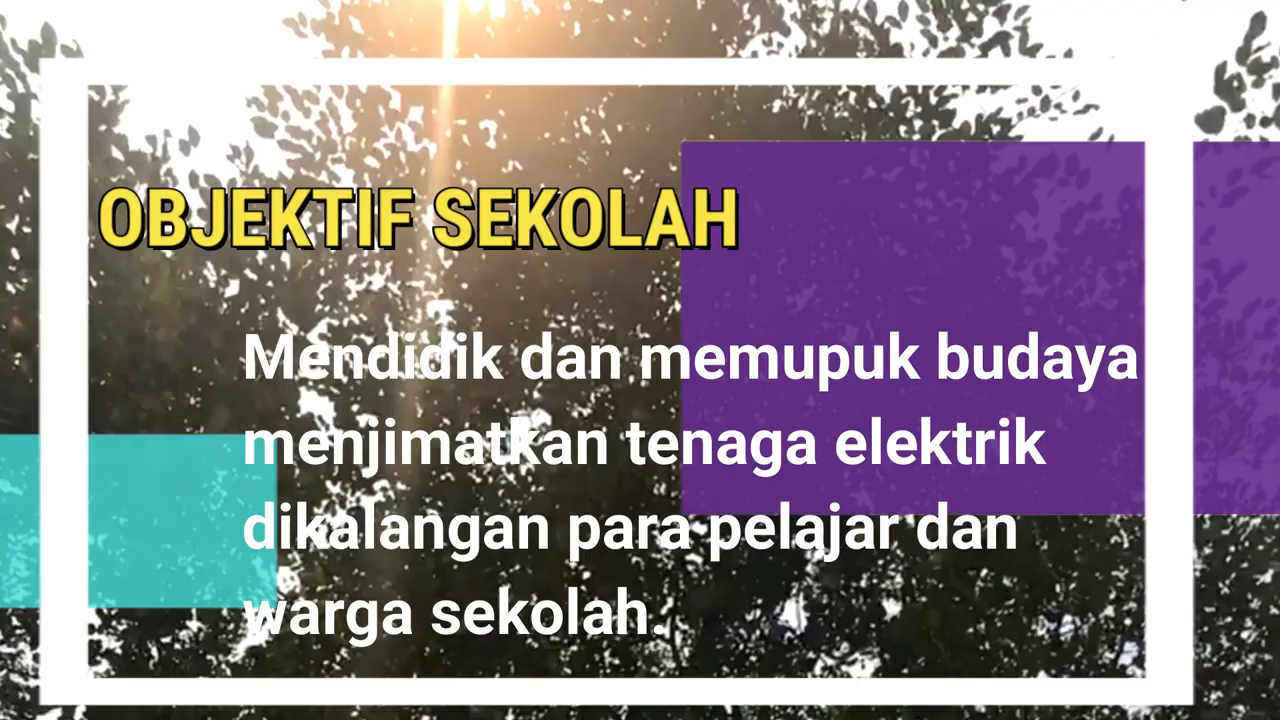 OBJEKTIF SEKOLAH
Mendidik dan memupuk budaya
menjimatkan tenaga elektrik
dikalangan para pelajar dan
warga sekolah.